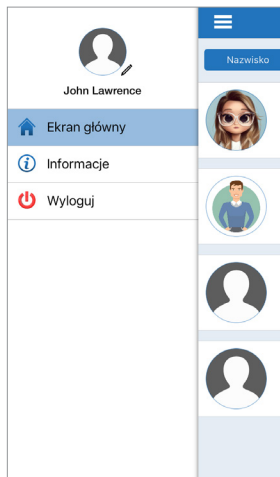 John Lawrence
Ekran główny
Informacje
Wyloguj
Nazwisko